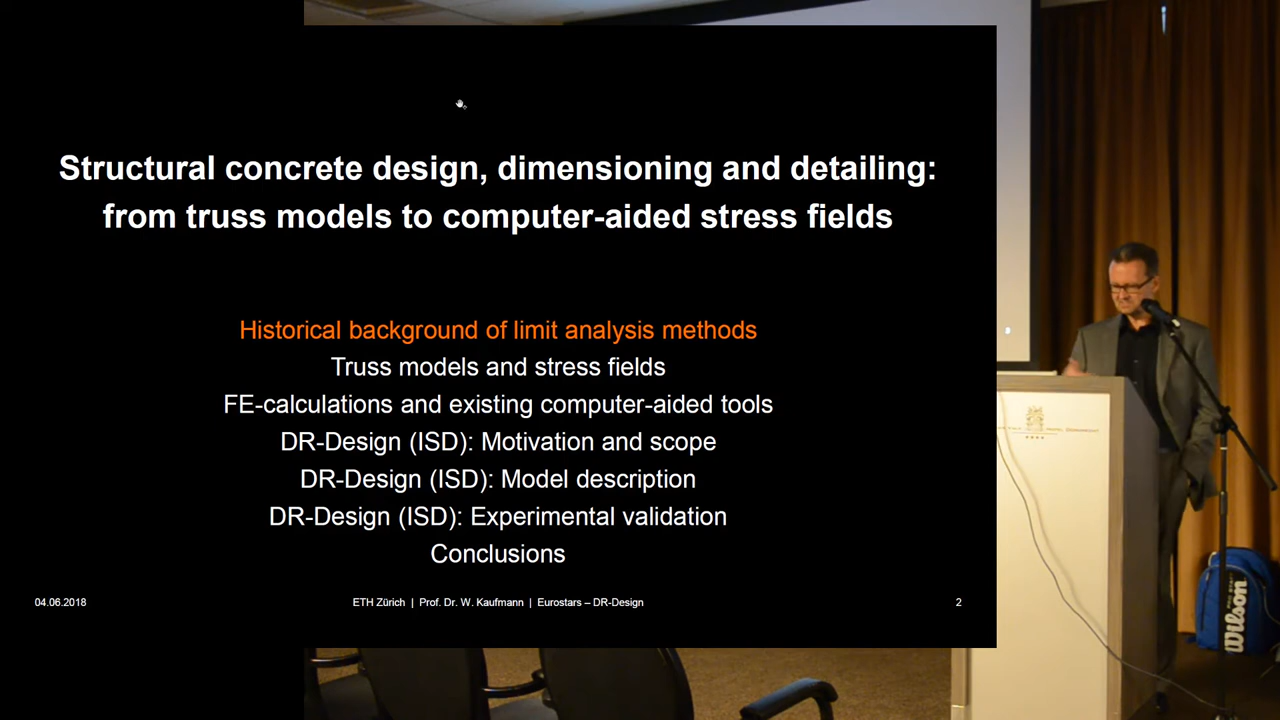 Structural concrete design, dimensioning and detailing:
from truss models to computer-aided stress fields
Historical background of limit analysis methods
Truss models and stress fields
FE-calculations and existing computer-aided tools
DR-Design (ISD): Motivation and scope
DR-Design (ISD): Model description
DR-Design (ISD): Experimental validation
Conclusions
04.06.2018
ETH Zürich | Prof. Dr. W. Kaufmann | Eurostars – DR-Design
2
Wilson